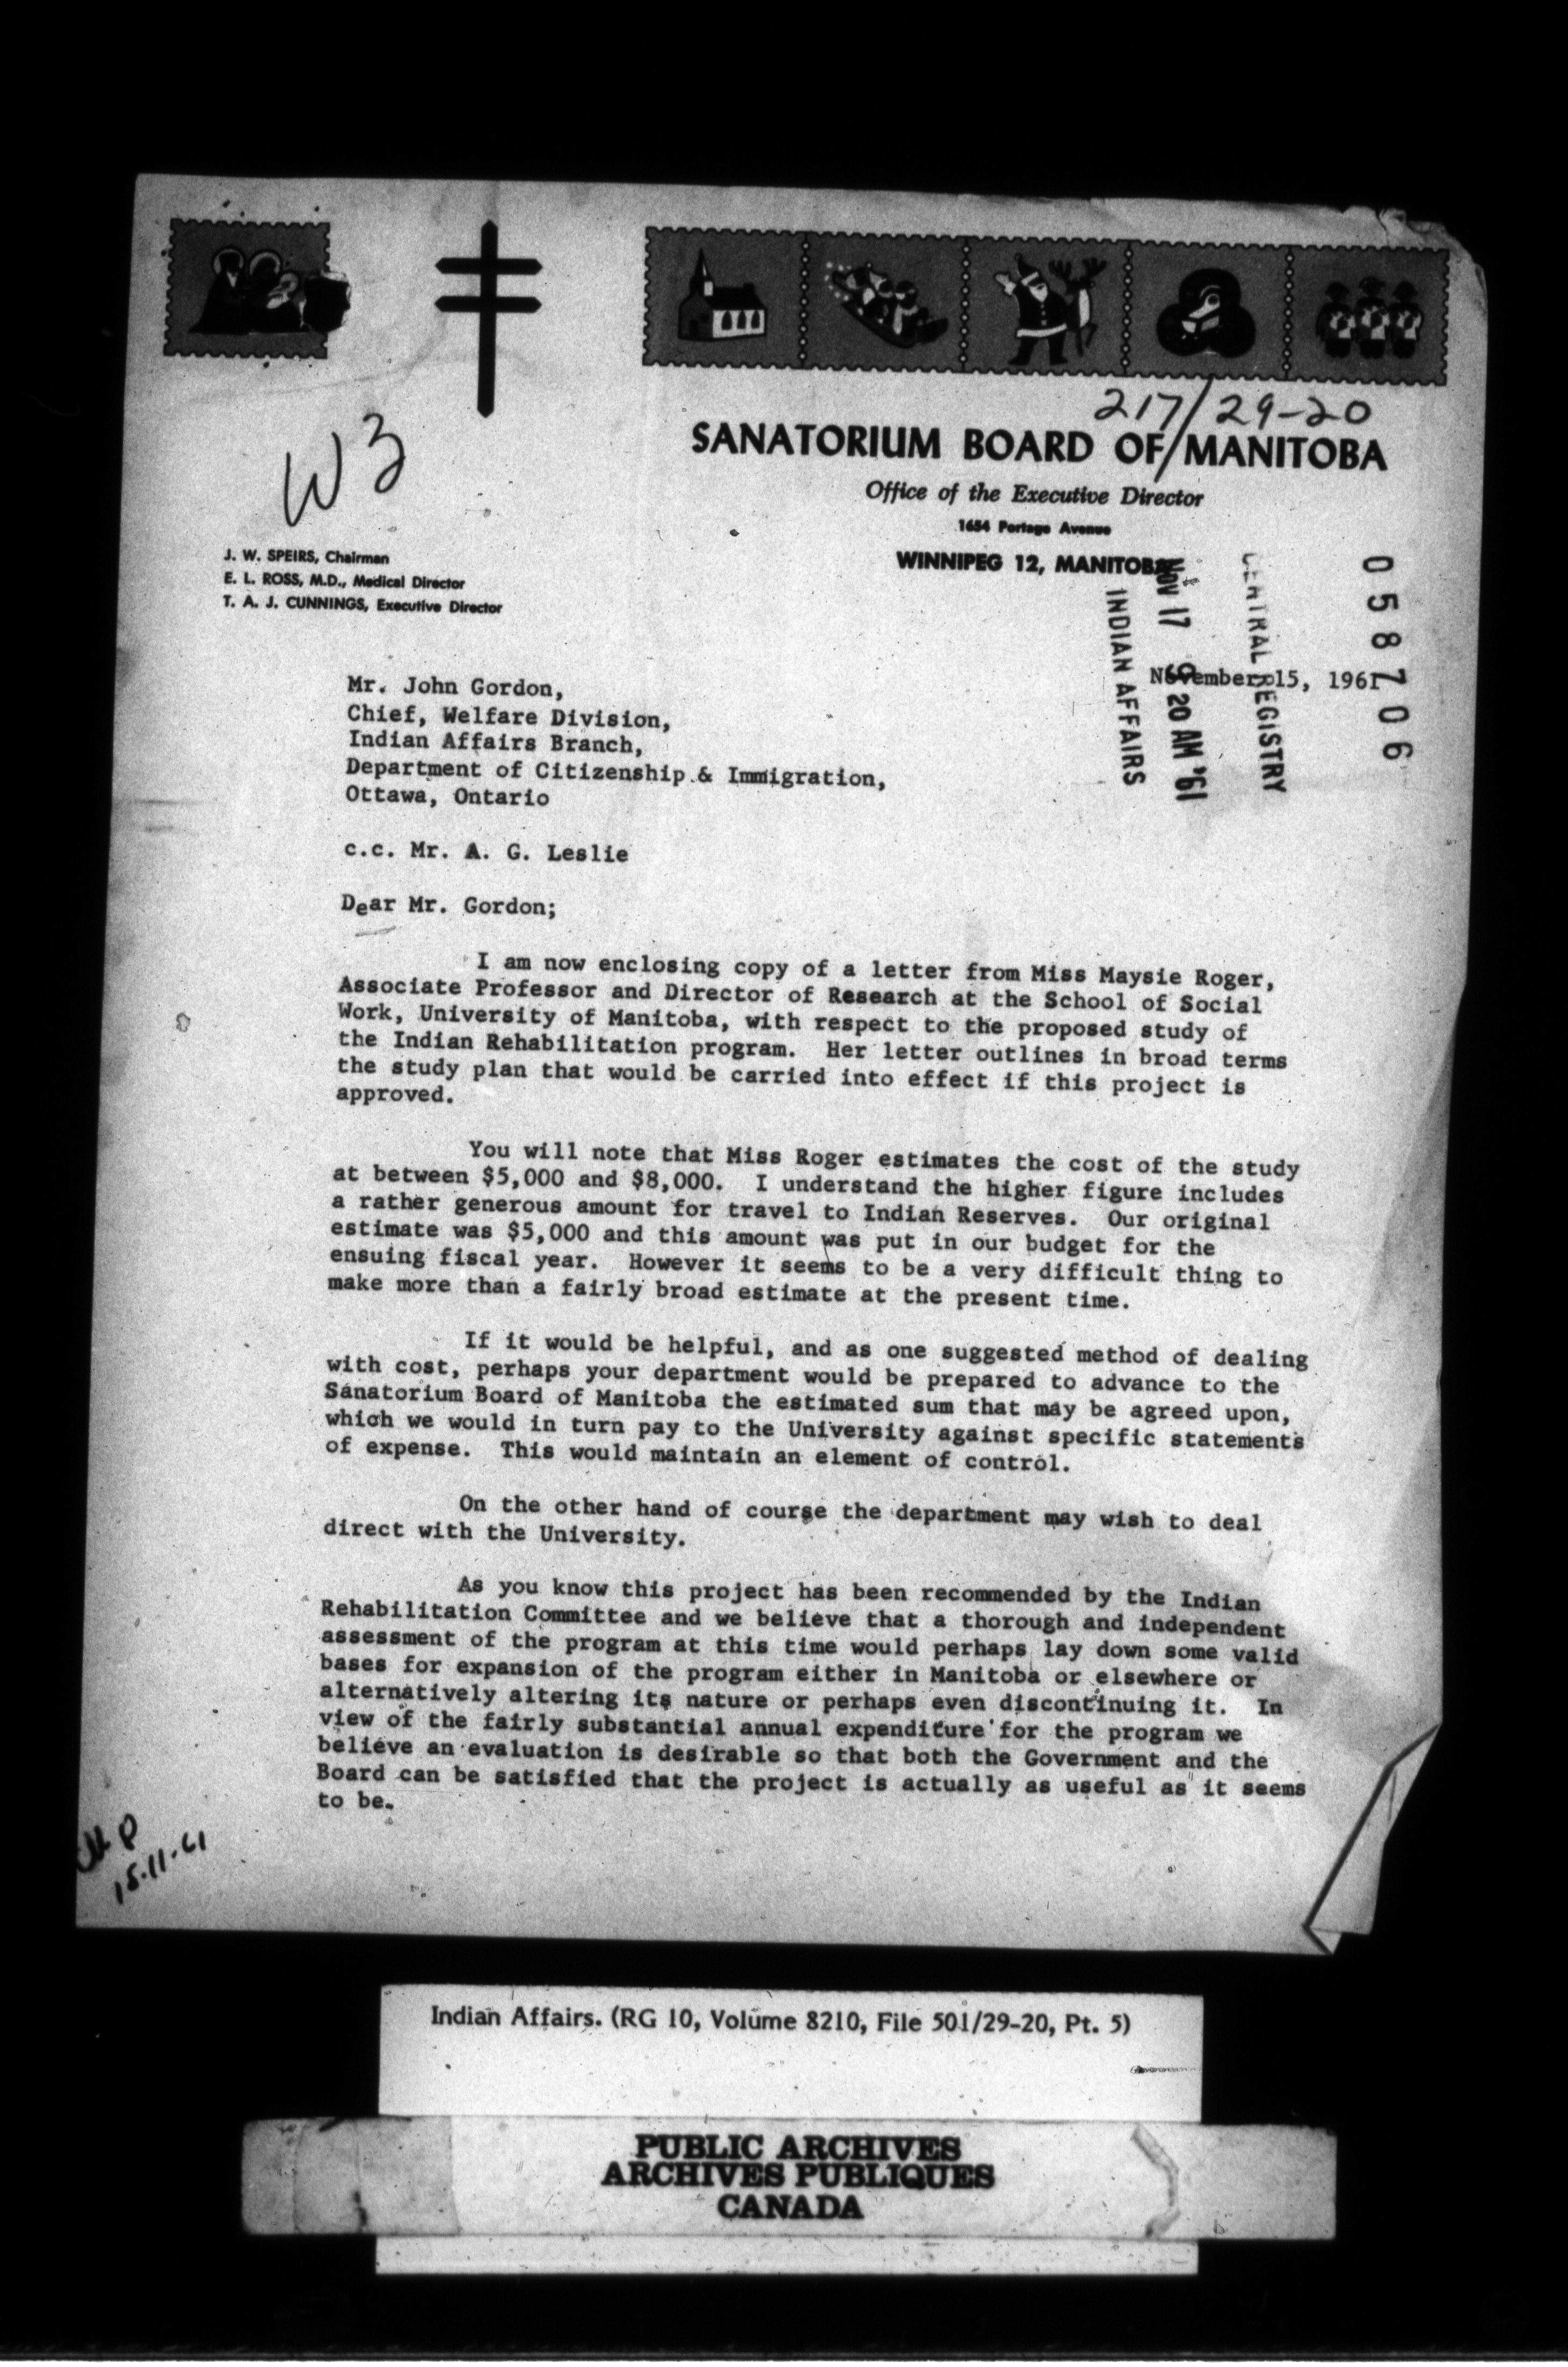 217/29-20
SANATORIUM BOARD OF MANITOBA
Office of the Executive Director
1654 Portage Avenue
WINNIPEG 12, MANITOBA
W3
J. W. SPEIRS, Chairman
E. L. ROSS, M.D., Medical Director
T. A. J. CUNNINGS, Executive Director
INDIAN AFFAIRS
NOV 17 9 20 AM '61
CENTRAL REGISTRY
058706
November 15, 1961
Mr. John Gordon,
Chief, Welfare Division,
Indian Affairs Branch,
Department of Citizenship & Immigration,
Ottawa, Ontario
c.c. Mr. A. G. Leslie
Dear Mr. Gordon;
I am now enclosing copy of a letter from Miss Maysie Roger,
Associate Professor and Director of Research at the School of Social
Work, University of Manitoba, with respect to the proposed study of
the Indian Rehabilitation program. Her letter outlines in broad terms
the study plan that would be carried into effect if this project is
approved.
You will note that Miss Roger estimates the cost of the study
at between $5,000 and $8,000. I understand the higher figure includes
a rather generous amount for travel to Indian Reserves. Our original
estimate was $5,000 and this amount was put in our budget for the
ensuing fiscal year. However it seems to be a very difficult thing to
make more than a fairly broad estimate at the present time.
If it would be helpful, and as one suggested method of dealing
with cost, perhaps your department would be prepared to advance to the
Sanatorium Board of Manitoba the estimated sum that may be agreed upon,
which we would in turn pay to the University against specific statements
of expense. This would maintain an element of control.
On the other hand of course the department may wish to deal
direct with the University.
As you know this project has been recommended by the Indian
Rehabilitation Committee and we believe that a thorough and independent
assessment of the program at this time would perhaps lay down some valid
bases for expansion of the program either in Manitoba or elsewhere or
alternatively altering its nature or perhaps even discontinuing it. In
view of the fairly substantial annual expenditure for the program we
believe an evaluation is desirable so that both the Government and the
Board can be satisfied that the project is actually as useful as it seems
to be.
15-11-61
Indian Affairs. (RG 10, Volume 8210, File 501/29-20, Pt. 5)
PUBLIC ARCHIVES
ARCHIVES PUBLIQUES
CANADA